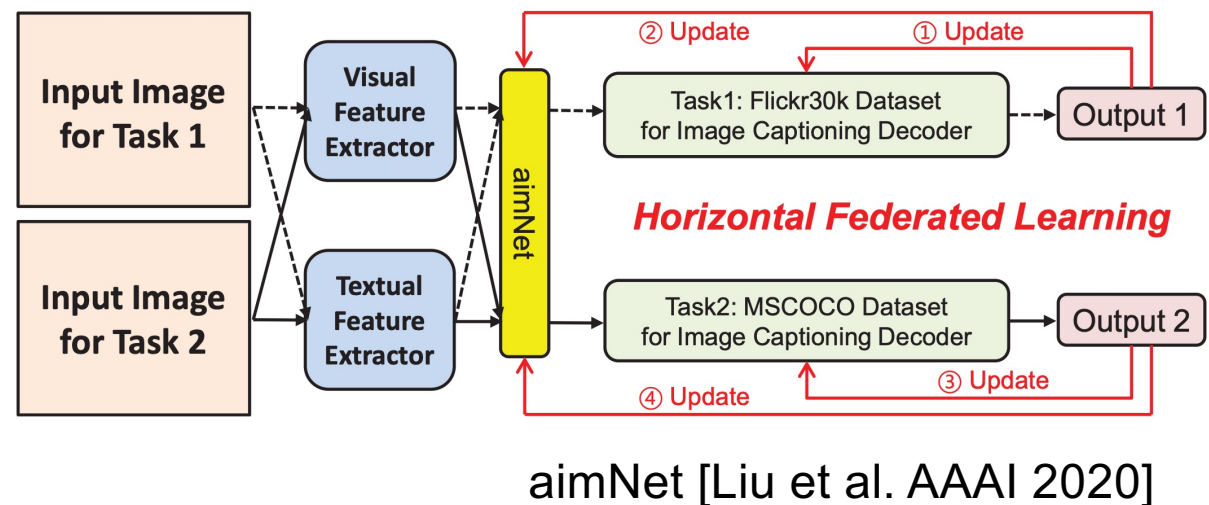 Input Image
for Task 1
Visual
Feature
Extractor
② Update
① Update
Task1: Flickr30k Dataset
for Image Captioning Decoder
Output 1
aimNet
Horizontal Federated Learning
Input Image
for Task 2
Textual
Feature
Extractor
Task2: MSCOCO Dataset
for Image Captioning Decoder
Output 2
③ Update
④ Update
aimNet [Liu et al. AAAI 2020]